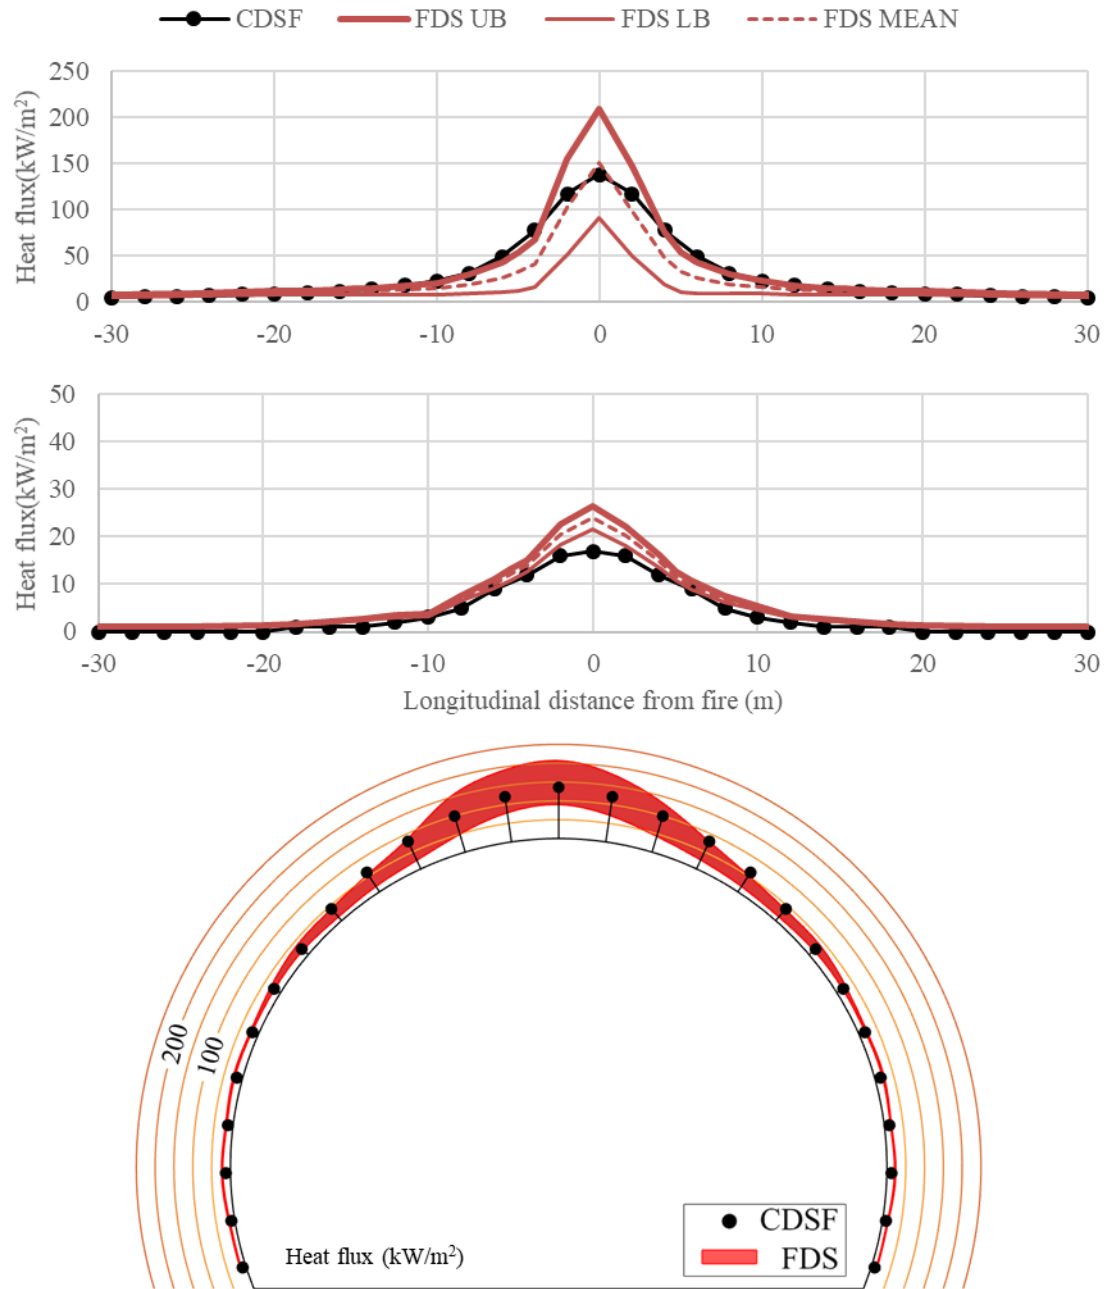 CDSF FDS UB FDS LB FDS MEAN
250
200
150
100
50
0
Heat flux(kW/m²)
-30 -20 -10 0 10 20 30
50
40
30
20
10
0
Heat flux(kW/m²)
-30 -20 -10 0 10 20 30
Longitudinal distance from fire (m)
200
100
CDSF
FDS
Heat flux (kW/m²)